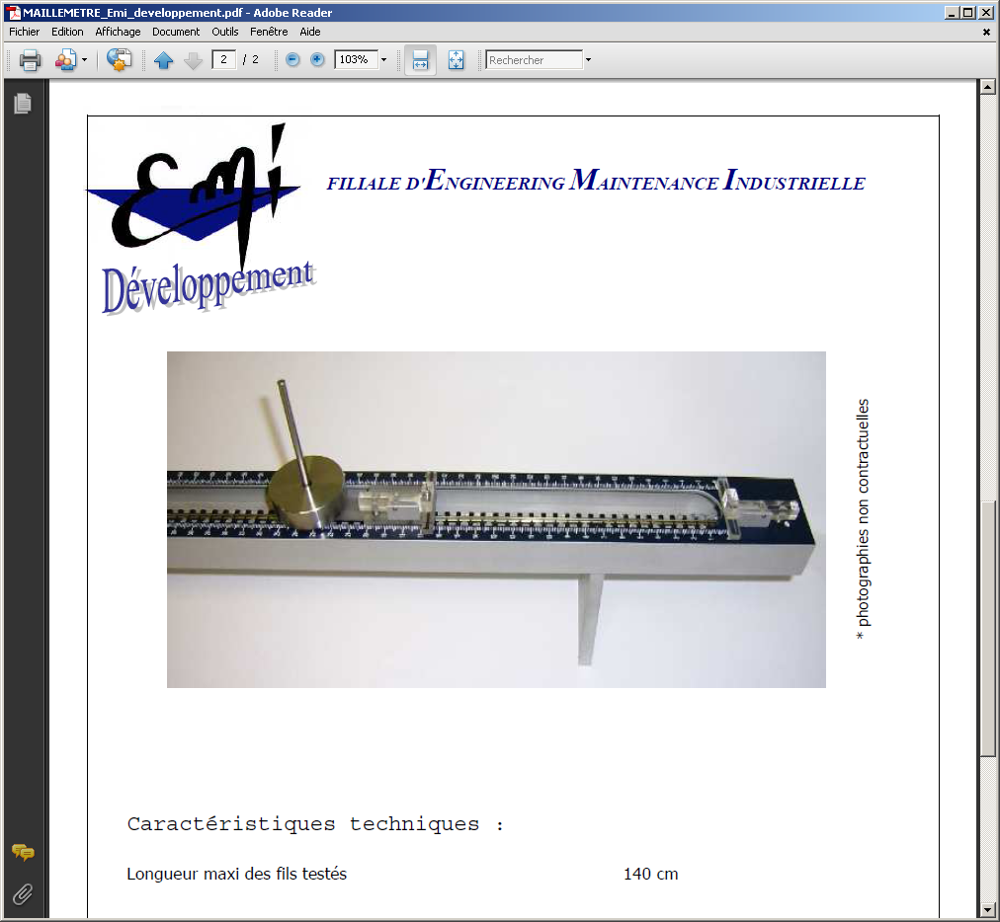 MAILLEMETRE_Emi_developpement.pdf - Adobe Reader
Fichier Edition Affichage Document Outils Fenêtre Aide
2 / 2 103% Rechercher
Emi
Développement
FILIALE D'ENGINEERING MAINTENANCE INDUSTRIELLE
* photographies non contractuelles
Caractéristiques techniques :
Longueur maxi des fils testés 140 cm